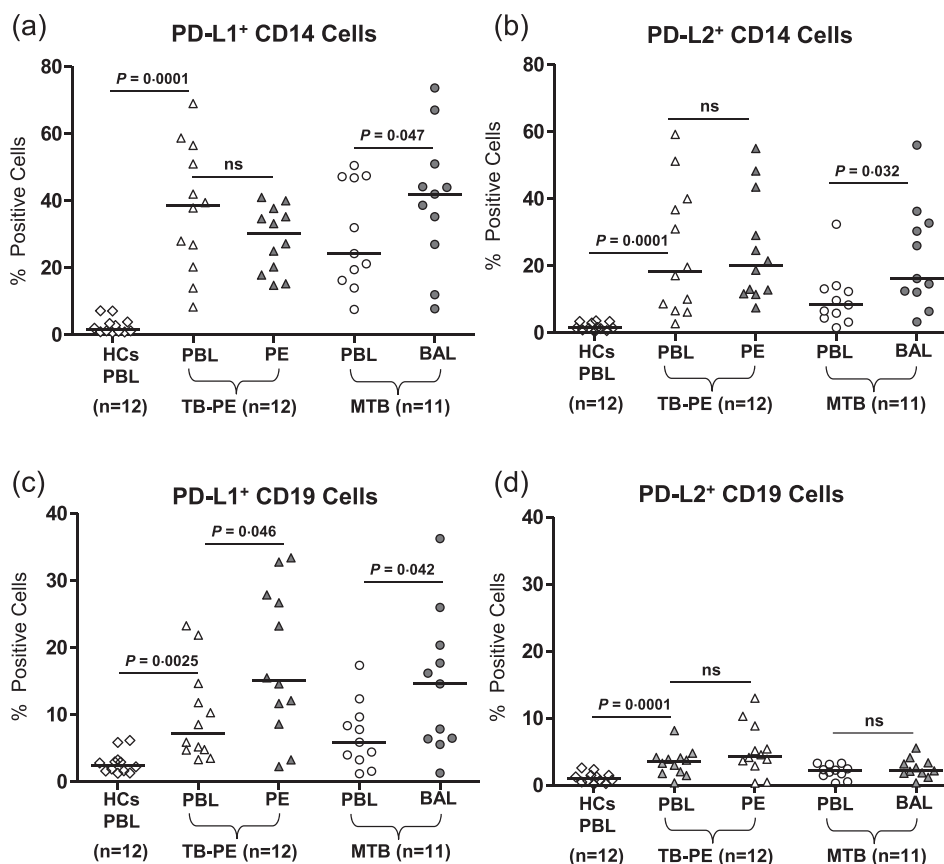 (a)
PD-L1+ CD14 Cells
% Positive Cells
80
60
40
20
0
P = 0·0001
ns
P = 0·047
HCs PBL PE PBL BAL
PBL
(n=12) TB-PE (n=12) MTB (n=11)
(b)
PD-L2+ CD14 Cells
% Positive Cells
80
60
40
20
0
P = 0·0001
ns
P = 0·032
HCs PBL PE PBL BAL
PBL
(n=12) TB-PE (n=12) MTB (n=11)
(c)
PD-L1+ CD19 Cells
% Positive Cells
40
30
20
10
0
P = 0·0025
P = 0·046
P = 0·042
HCs PBL PE PBL BAL
PBL
(n=12) TB-PE (n=12) MTB (n=11)
(d)
PD-L2+ CD19 Cells
% Positive Cells
40
30
20
10
0
P = 0·0001
ns
ns
HCs PBL PE PBL BAL
PBL
(n=12) TB-PE (n=12) MTB (n=11)